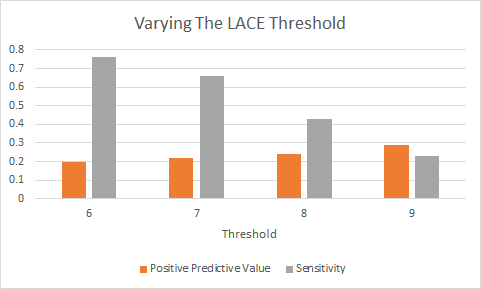 Varying The LACE Threshold
0.8
0.7
0.6
0.5
0.4
0.3
0.2
0.1
0
6 7 8 9
Threshold
Positive Predictive Value Sensitivity